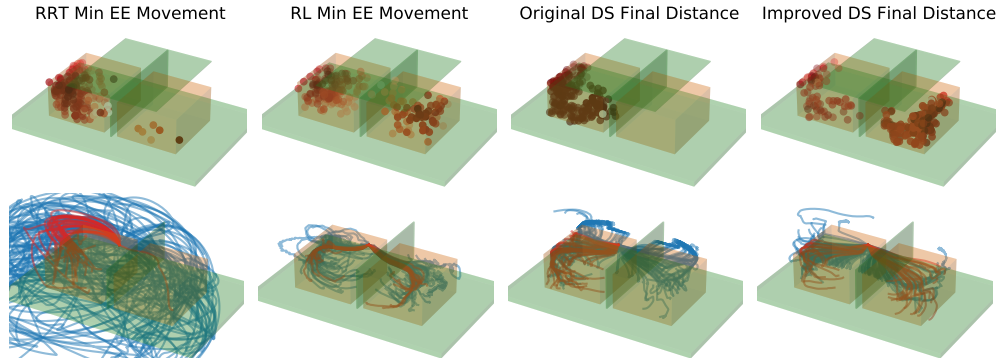 RRT Min EE Movement
RL Min EE Movement
Original DS Final Distance
Improved DS Final Distance